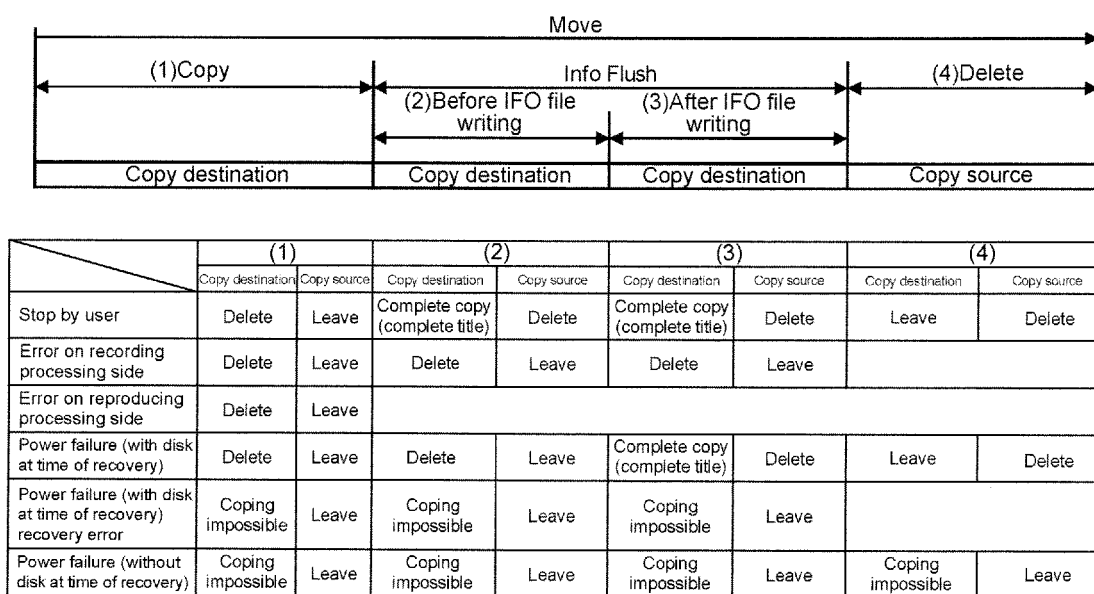 Move
(1)Copy
Info Flush
(4)Delete
(2)Before IFO file
writing
(3)After IFO file
writing
Copy destination
Copy destination
Copy destination
Copy source
(1)
(2)
(3)
(4)
Copy destination
Copy source
Copy destination
Copy source
Copy destination
Copy source
Copy destination
Copy source
Stop by user
Delete
Leave
Complete copy
(complete title)
Delete
Complete copy
(complete title)
Delete
Leave
Delete
Error on recording
processing side
Delete
Leave
Delete
Leave
Delete
Leave
Error on reproducing
processing side
Delete
Leave
Power failure (with disk
at time of recovery)
Delete
Leave
Delete
Leave
Complete copy
(complete title)
Delete
Leave
Delete
Power failure (with disk
at time of recovery)
recovery error
Coping
impossible
Leave
Coping
impossible
Leave
Coping
impossible
Leave
Power failure (without
disk at time of recovery)
Coping
impossible
Leave
Coping
impossible
Leave
Coping
impossible
Leave
Coping
impossible
Leave